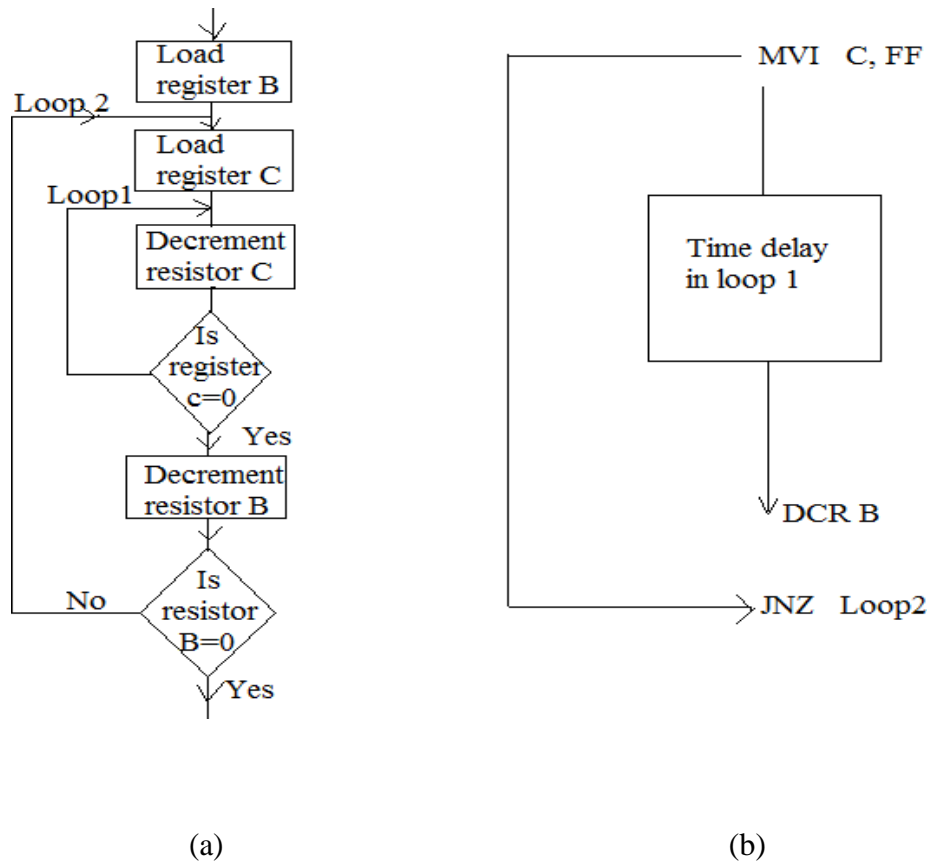 Load
register B
Loop 2
Load
register C
Loop1
Decrement
resistor C
Is
register
c=0
Yes
Decrement
resistor B
Is
resistor
B=0
No
Yes
(a)
MVI C, FF
Time delay
in loop 1
DCR B
JNZ Loop2
(b)